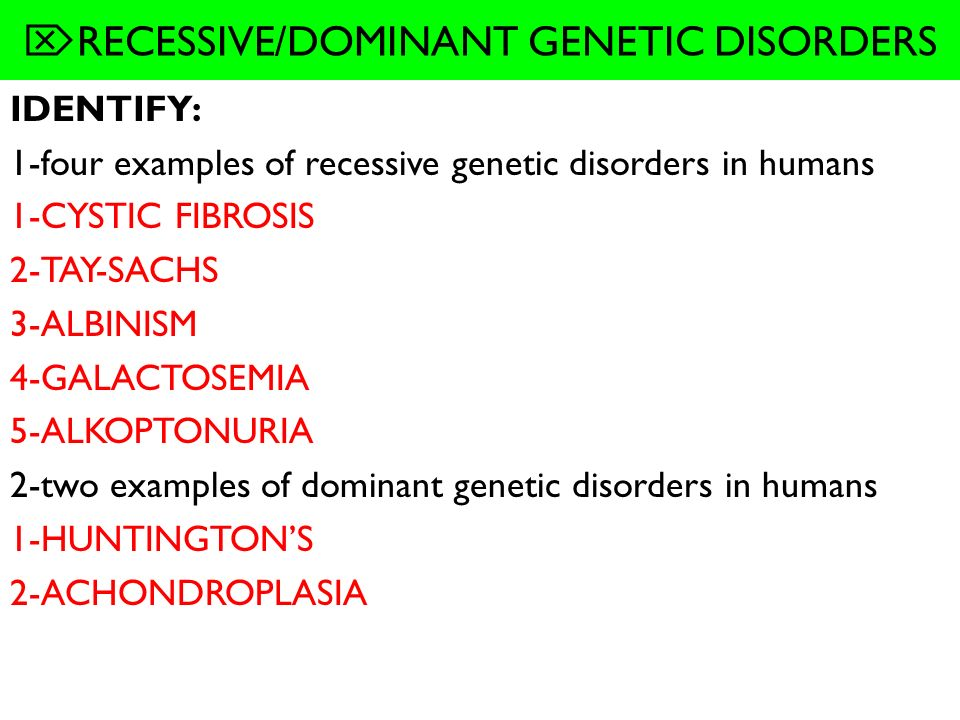 ⌦RECESSIVE/DOMINANT GENETIC DISORDERS
IDENTIFY:
1-four examples of recessive genetic disorders in humans
1-CYSTIC FIBROSIS
2-TAY-SACHS
3-ALBINISM
4-GALACTOSEMIA
5-ALKOPTONURIA
2-two examples of dominant genetic disorders in humans
1-HUNTINGTON’S
2-ACHONDROPLASIA